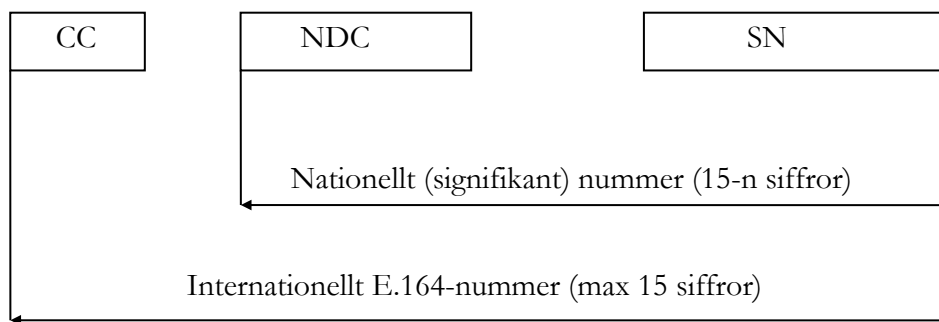 CC NDC SN
Nationellt (signifikant) nummer (15-n siffror)
Internationellt E.164-nummer (max 15 siffror)